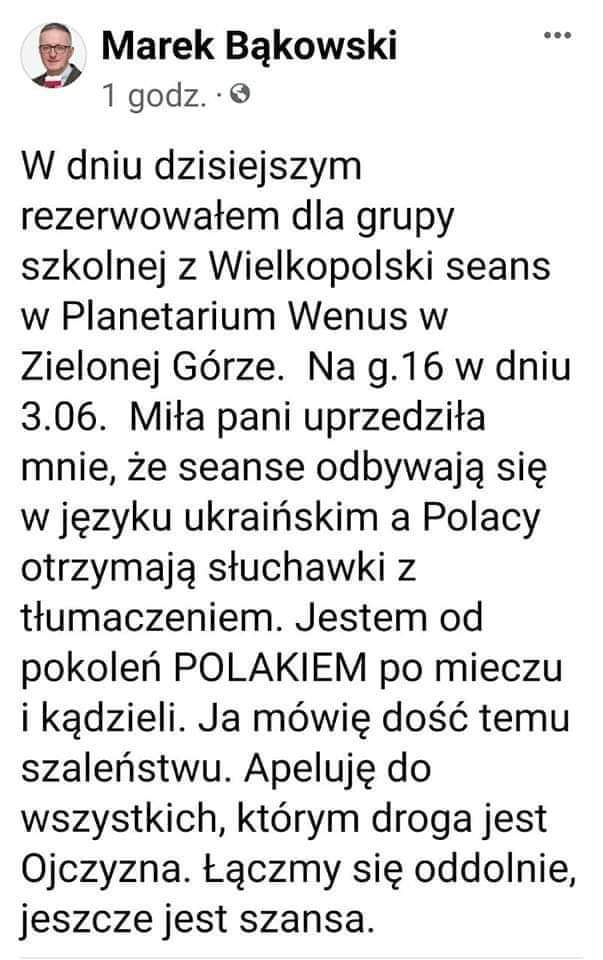 Marek Bąkowski
1 godz.
W dniu dzisiejszym
rezerwowałem dla grupy
szkolnej z Wielkopolski seans
w Planetarium Wenus w
Zielonej Górze.  Na g.16 w dniu
3.06.  Miła pani uprzedziła
mnie, że seanse odbywają się
w języku ukraińskim a Polacy
otrzymają słuchawki z
tłumaczeniem. Jestem od
pokoleń POLAKIEM po mieczu
i kądzieli. Ja mówię dość temu
szaleństwu. Apeluję do
wszystkich, którym droga jest
Ojczyzna. Łączmy się oddolnie,
jeszcze jest szansa.